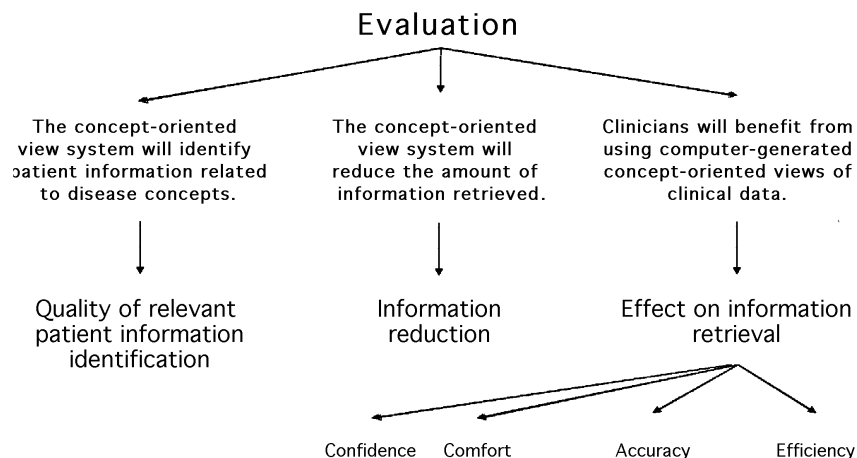 Evaluation
The concept-oriented
view system will identify
patient information related
to disease concepts.
The concept-oriented
view system will
reduce the amount of
information retrieved.
Clinicians will benefit from
using computer-generated
concept-oriented views of
clinical data.
Quality of relevant
patient information
identification
Information
reduction
Effect on information
retrieval
Confidence
Comfort
Accuracy
Efficiency